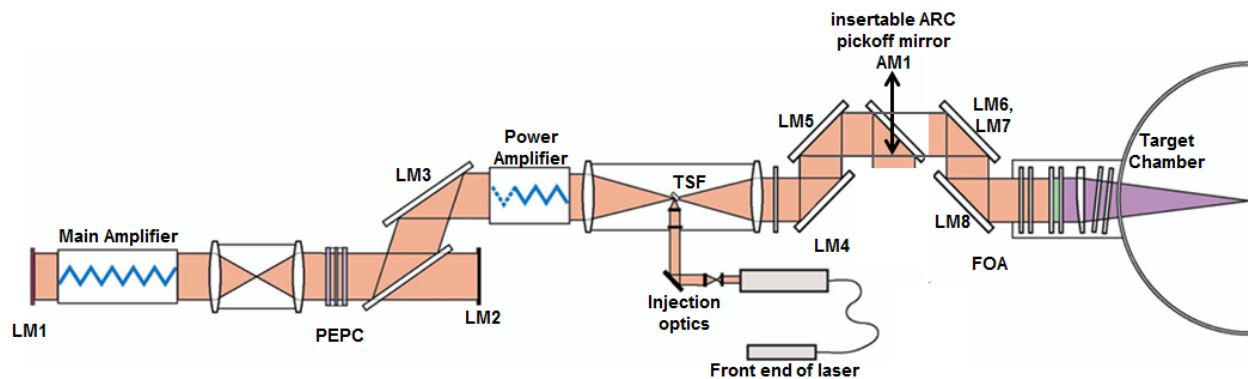 insertable ARC
pickoff mirror
AM1
LM5
LM6,
LM7
Target
Chamber
Power
Amplifier
LM3
TSF
Main Amplifier
LM4
LM8
FOA
LM1
PEPC
LM2
Injection
optics
Front end of laser